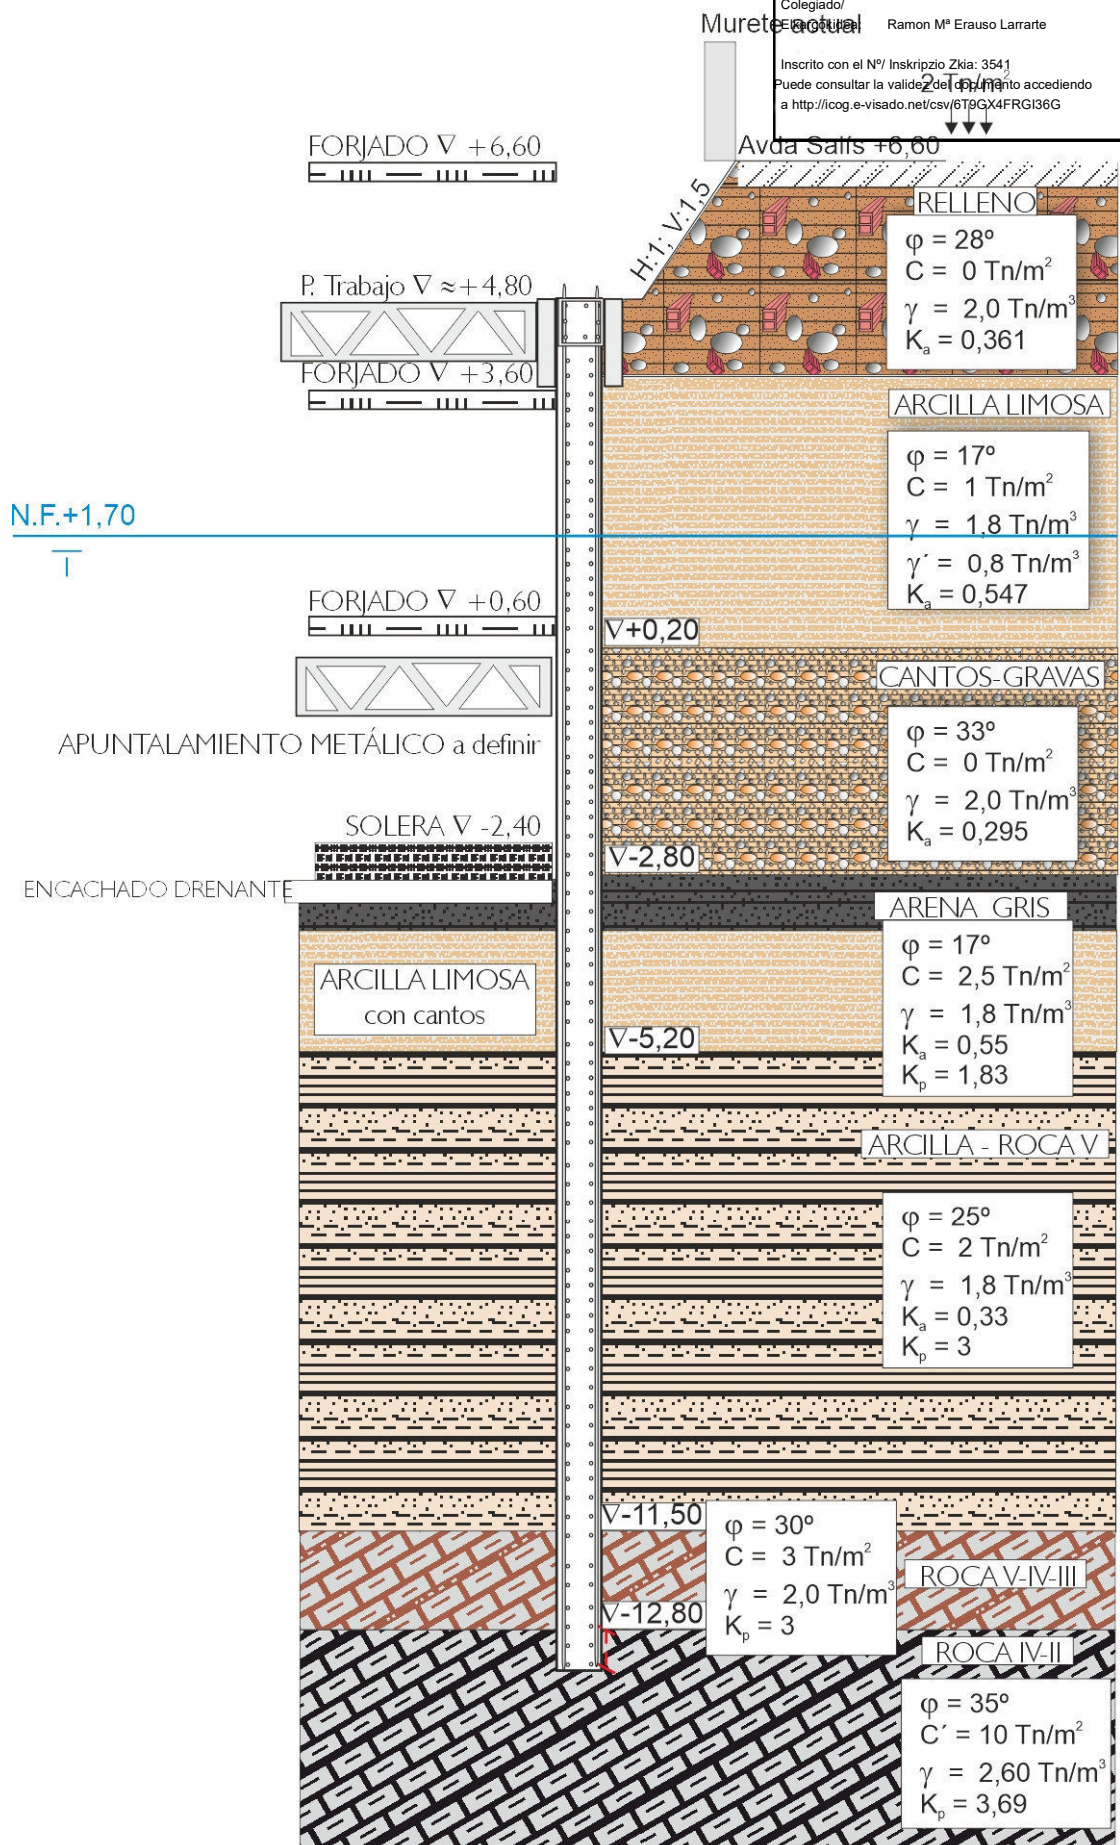 Colegiado/
Elkargokidea: Ramon Mª Erauso Larrarte
Murete actual
Inscrito con el Nº/ Inskripzio Zkia: 3541
Puede consultar la validez del documento accediendo
a http://icog.e-visado.net/csv/6T9GX4FRGI36G
2 Tn/m²
FORJADO ∇ +6,60
Avda Salis +6,60
H:1; V:1,5
RELLENO
φ = 28º
C = 0 Tn/m²
γ = 2,0 Tn/m³
Kₐ = 0,361
P. Trabajo ∇ ≈+4,80
FORJADO ∇ +3,60
ARCILLA LIMOSA
φ = 17º
C = 1 Tn/m²
γ = 1,8 Tn/m³
γ´ = 0,8 Tn/m³
Kₐ = 0,547
N.F.+1,70
FORJADO ∇ +0,60
∇+0,20
CANTOS-GRAVAS
φ = 33º
C = 0 Tn/m²
γ = 2,0 Tn/m³
Kₐ = 0,295
APUNTALAMIENTO METÁLICO a definir
SOLERA ∇ -2,40
∇-2,80
ENCACHADO DRENANTE
ARENA GRIS
φ = 17º
C = 2,5 Tn/m²
γ = 1,8 Tn/m³
Kₐ = 0,55
Kₚ = 1,83
ARCILLA LIMOSA
con cantos
∇-5,20
ARCILLA - ROCA V
φ = 25º
C = 2 Tn/m²
γ = 1,8 Tn/m³
Kₐ = 0,33
Kₚ = 3
∇-11,50
φ = 30º
C = 3 Tn/m²
γ = 2,0 Tn/m³
Kₚ = 3
ROCA V-IV-III
∇-12,80
ROCA IV-II
φ = 35º
C´ = 10 Tn/m²
γ = 2,60 Tn/m³
Kₚ = 3,69